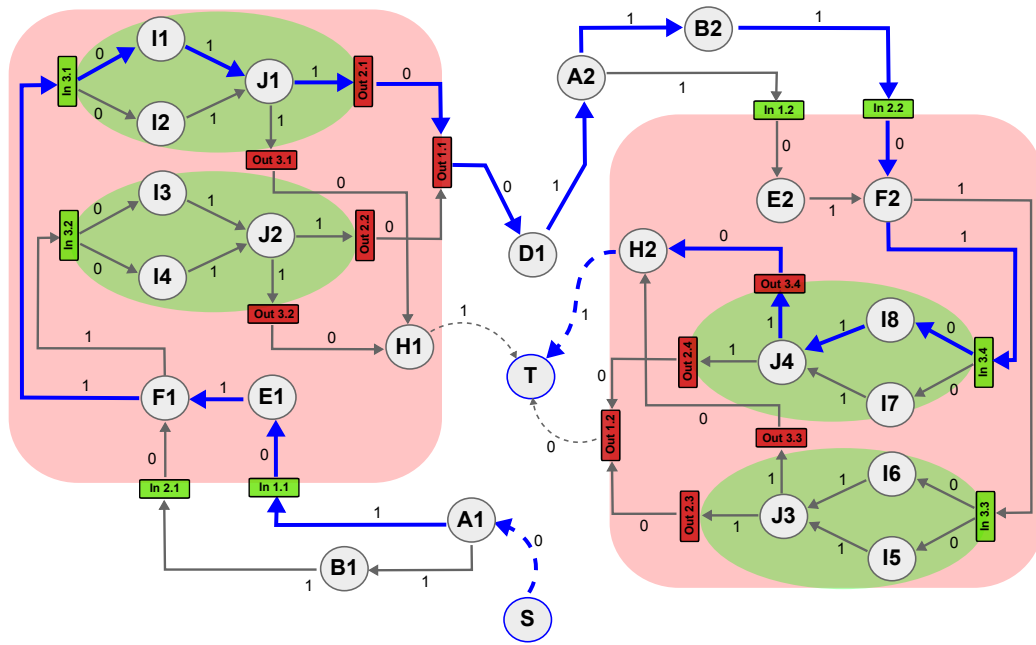 I1
0
1
In 3.1
J1
1
Out 2.1
0
0
I2
1
1
Out 3.1
0
Out 1.1
0
I3
0
1
In 3.2
J2
1
Out 2.2
0
0
I4
1
1
Out 3.2
0
H1
1
1
1
F1
1
E1
0
0
In 2.1
In 1.1
1
A1
B1
1
1
0
S
D1
1
A2
1
B2
1
1
In 1.2
In 2.2
0
0
E2
1
F2
1
1
H2
0
Out 3.4
1
T
0
Out 2.4
1
1
J4
1
I8
0
In 3.4
1
I7
0
0
Out 1.2
0
Out 3.3
0
Out 2.3
1
1
J3
1
I6
0
In 3.3
1
I5
0
0